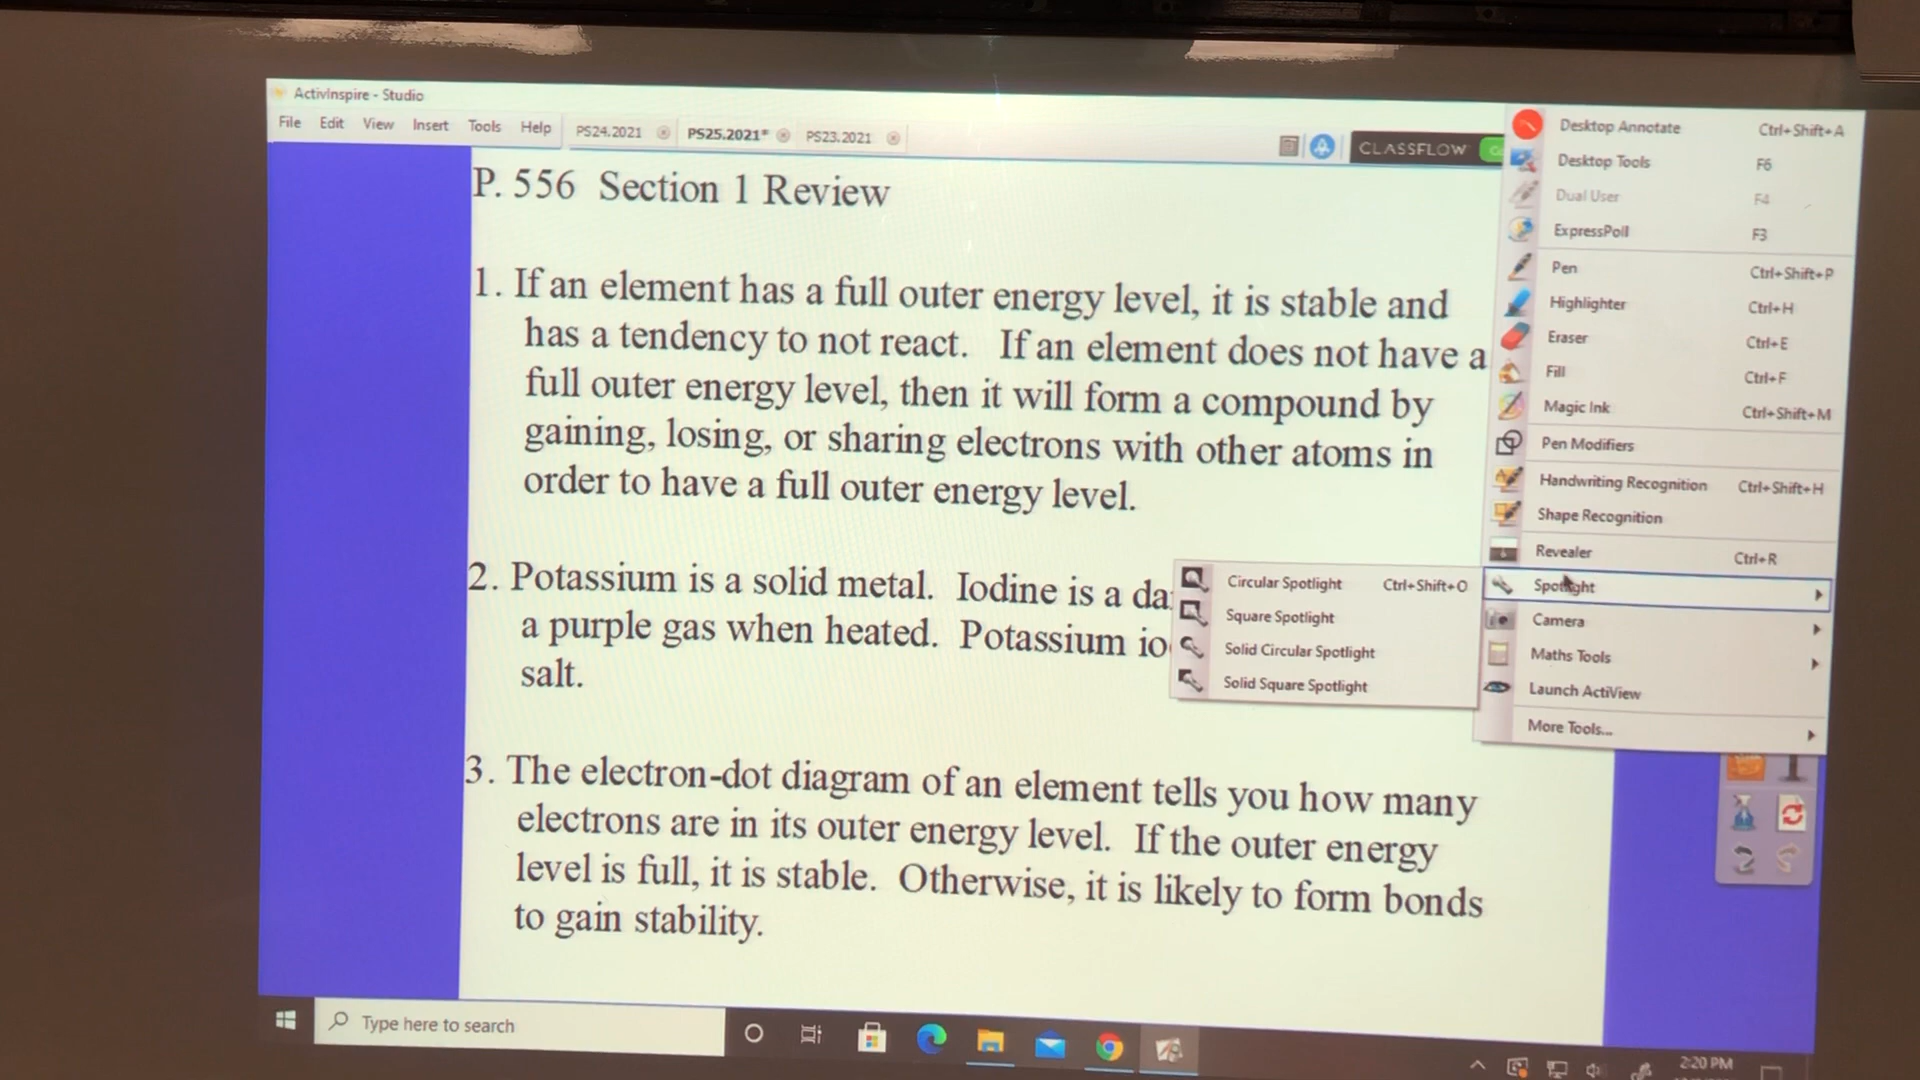 ActivInspire - Studio
File Edit View Insert Tools Help
PS24.2021 PS25.2021* PS23.2021
CLASSFLOW
P. 556 Section 1 Review
1. If an element has a full outer energy level, it is stable and
has a tendency to not react. If an element does not have a
full outer energy level, then it will form a compound by
gaining, losing, or sharing electrons with other atoms in
order to have a full outer energy level.
2. Potassium is a solid metal. Iodine is a da
a purple gas when heated. Potassium io
salt.
3. The electron-dot diagram of an element tells you how many
electrons are in its outer energy level. If the outer energy
level is full, it is stable. Otherwise, it is likely to form bonds
to gain stability.
Desktop Annotate Ctrl+Shift+A
Desktop Tools F6
Dual User F4
ExpressPoll F3
Pen Ctrl+Shift+P
Highlighter Ctrl+H
Eraser Ctrl+E
Fill Ctrl+F
Magic Ink Ctrl+Shift+M
Pen Modifiers
Handwriting Recognition Ctrl+Shift+H
Shape Recognition
Revealer Ctrl+R
Spotlight
Camera
Maths Tools
Launch ActiView
More Tools...
Circular Spotlight Ctrl+Shift+O
Square Spotlight
Solid Circular Spotlight
Solid Square Spotlight
Type here to search
2:20 PM